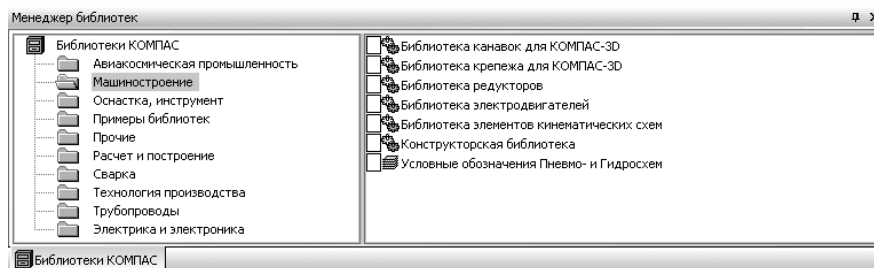 Менеджер библиотек
Библиотеки КОМПАС
Авиакосмическая промышленность
Машиностроение
Оснастка, инструмент
Примеры библиотек
Прочие
Расчет и построение
Сварка
Технология производства
Трубопроводы
Электрика и электроника
Библиотека канавок для КОМПАС-3D
Библиотека крепежа для КОМПАС-3D
Библиотека редукторов
Библиотека электродвигателей
Библиотека элементов кинематических схем
Конструкторская библиотека
Условные обозначения Пневмо- и Гидросхем
Библиотеки КОМПАС